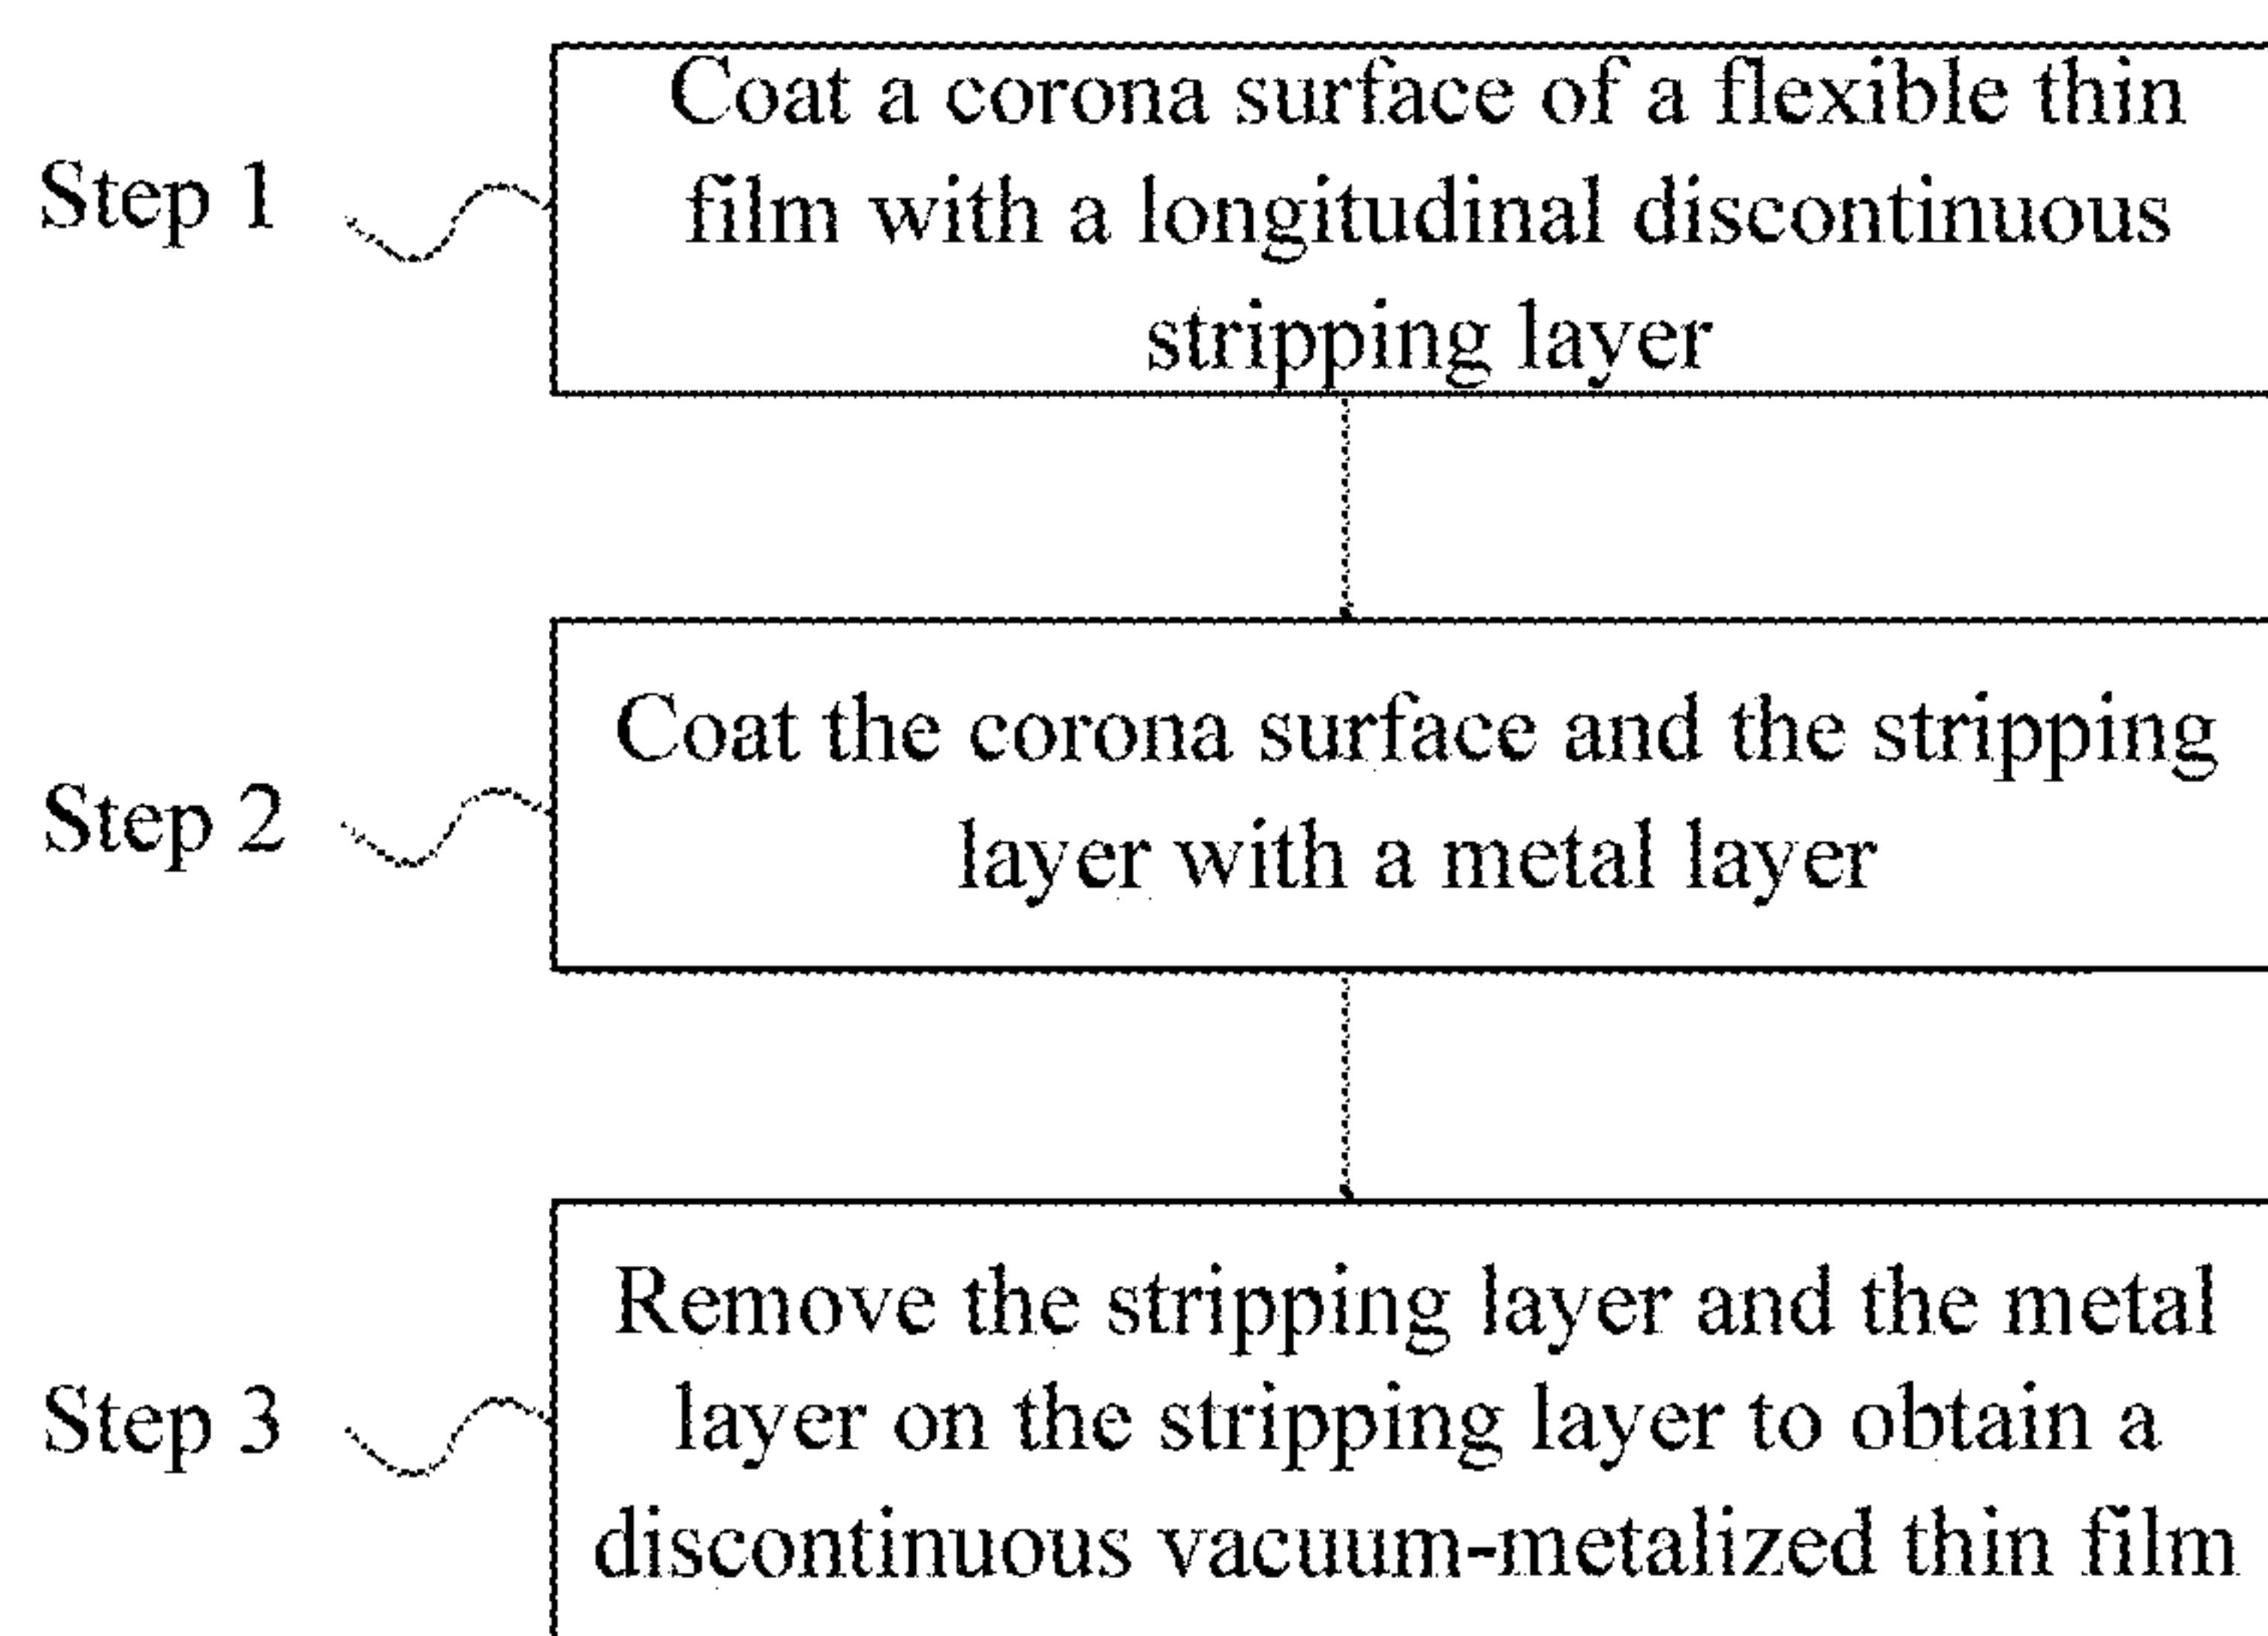 Step 1
Coat a corona surface of a flexible thin
film with a longitudinal discontinuous
stripping layer
Step 2
Coat the corona surface and the stripping
layer with a metal layer
Step 3
Remove the stripping layer and the metal
layer on the stripping layer to obtain a
discontinuous vacuum-metalized thin film